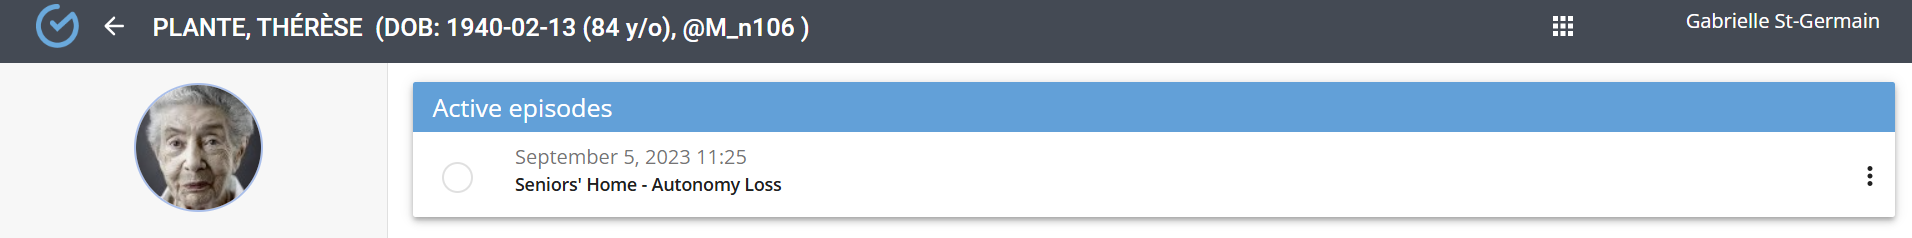 PLANTE, THÉRÈSE (DOB: 1940-02-13 (84 y/o), @M_n106 )
Gabrielle St-Germain
Active episodes
September 5, 2023 11:25
Seniors' Home - Autonomy Loss